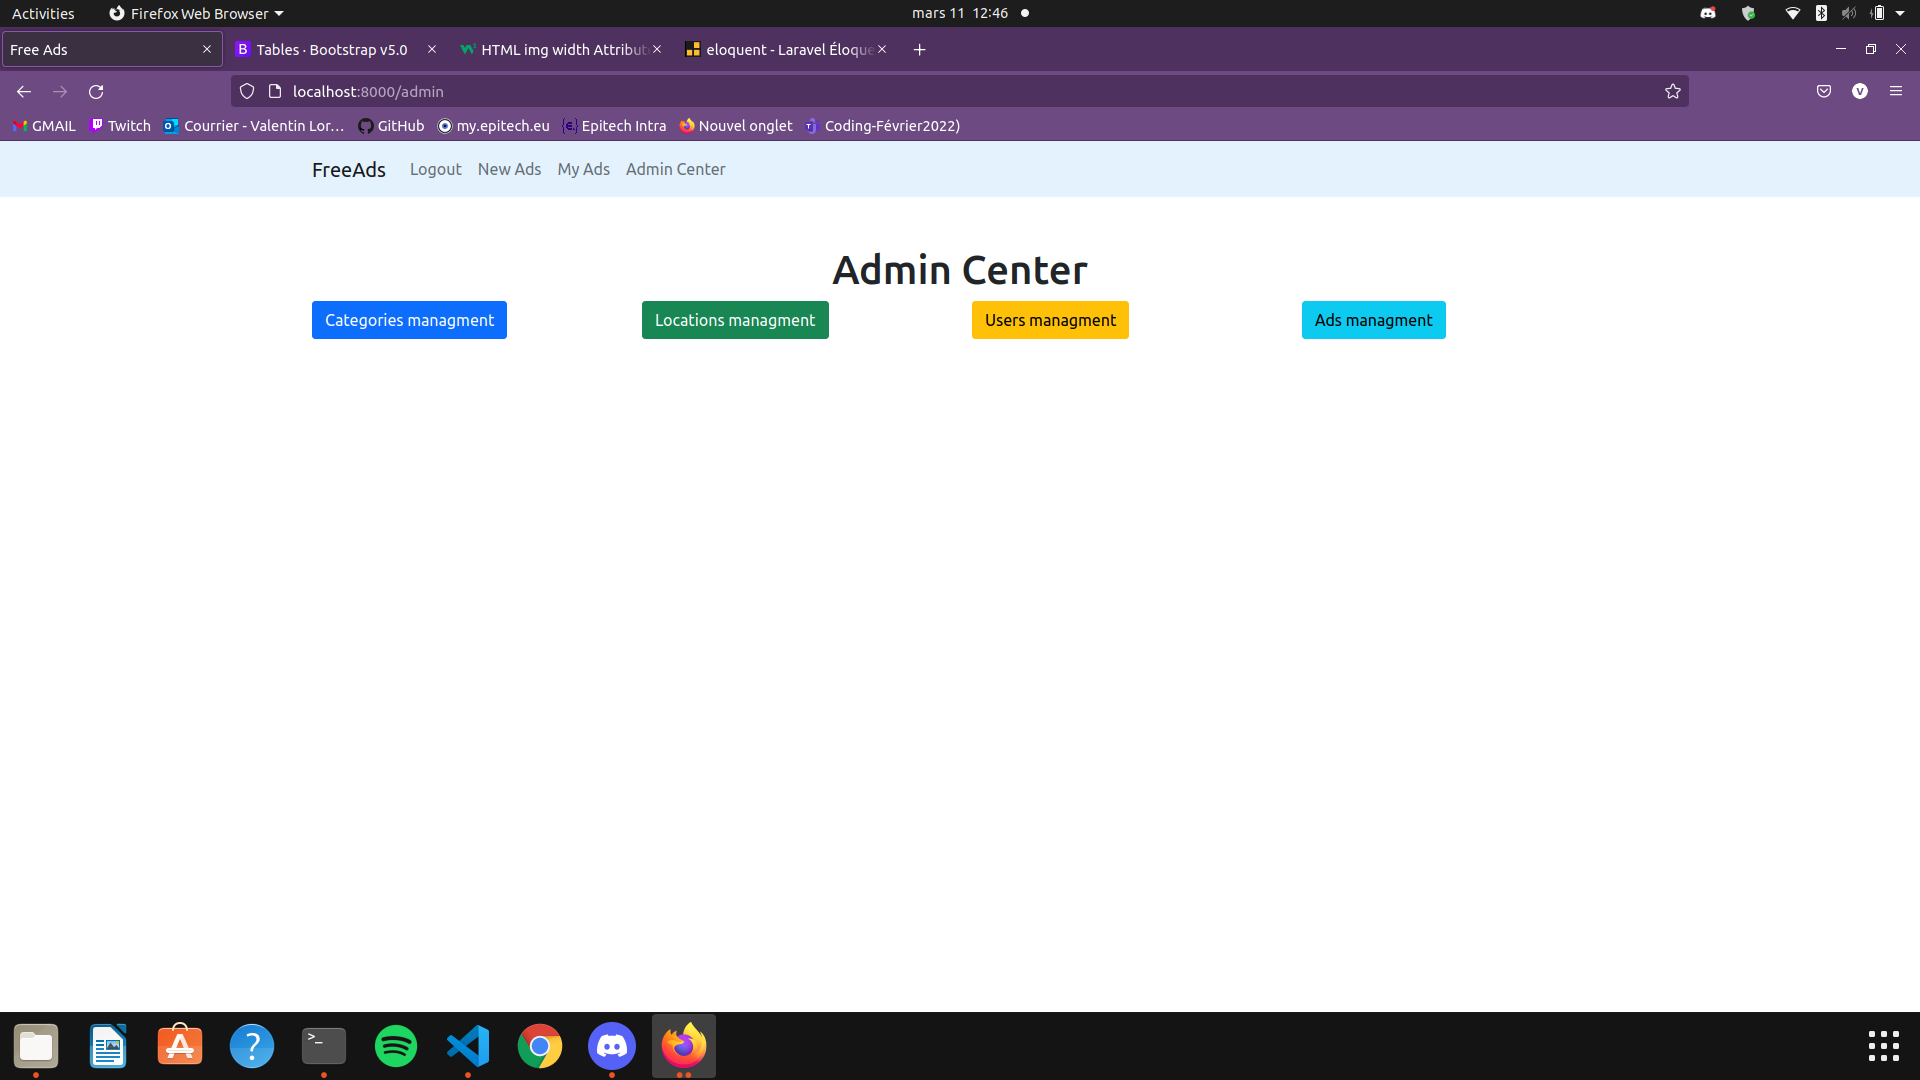 Activities Firefox Web Browser mars 11 12:46
Free Ads Tables · Bootstrap v5.0 HTML img width Attribut eloquent - Laravel Éloque
localhost:8000/admin
GMAIL Twitch Courrier - Valentin Lor... GitHub my.epitech.eu Epitech Intra Nouvel onglet Coding-Février2022)
FreeAds Logout New Ads My Ads Admin Center
Admin Center
Categories managment Locations managment Users managment Ads managment